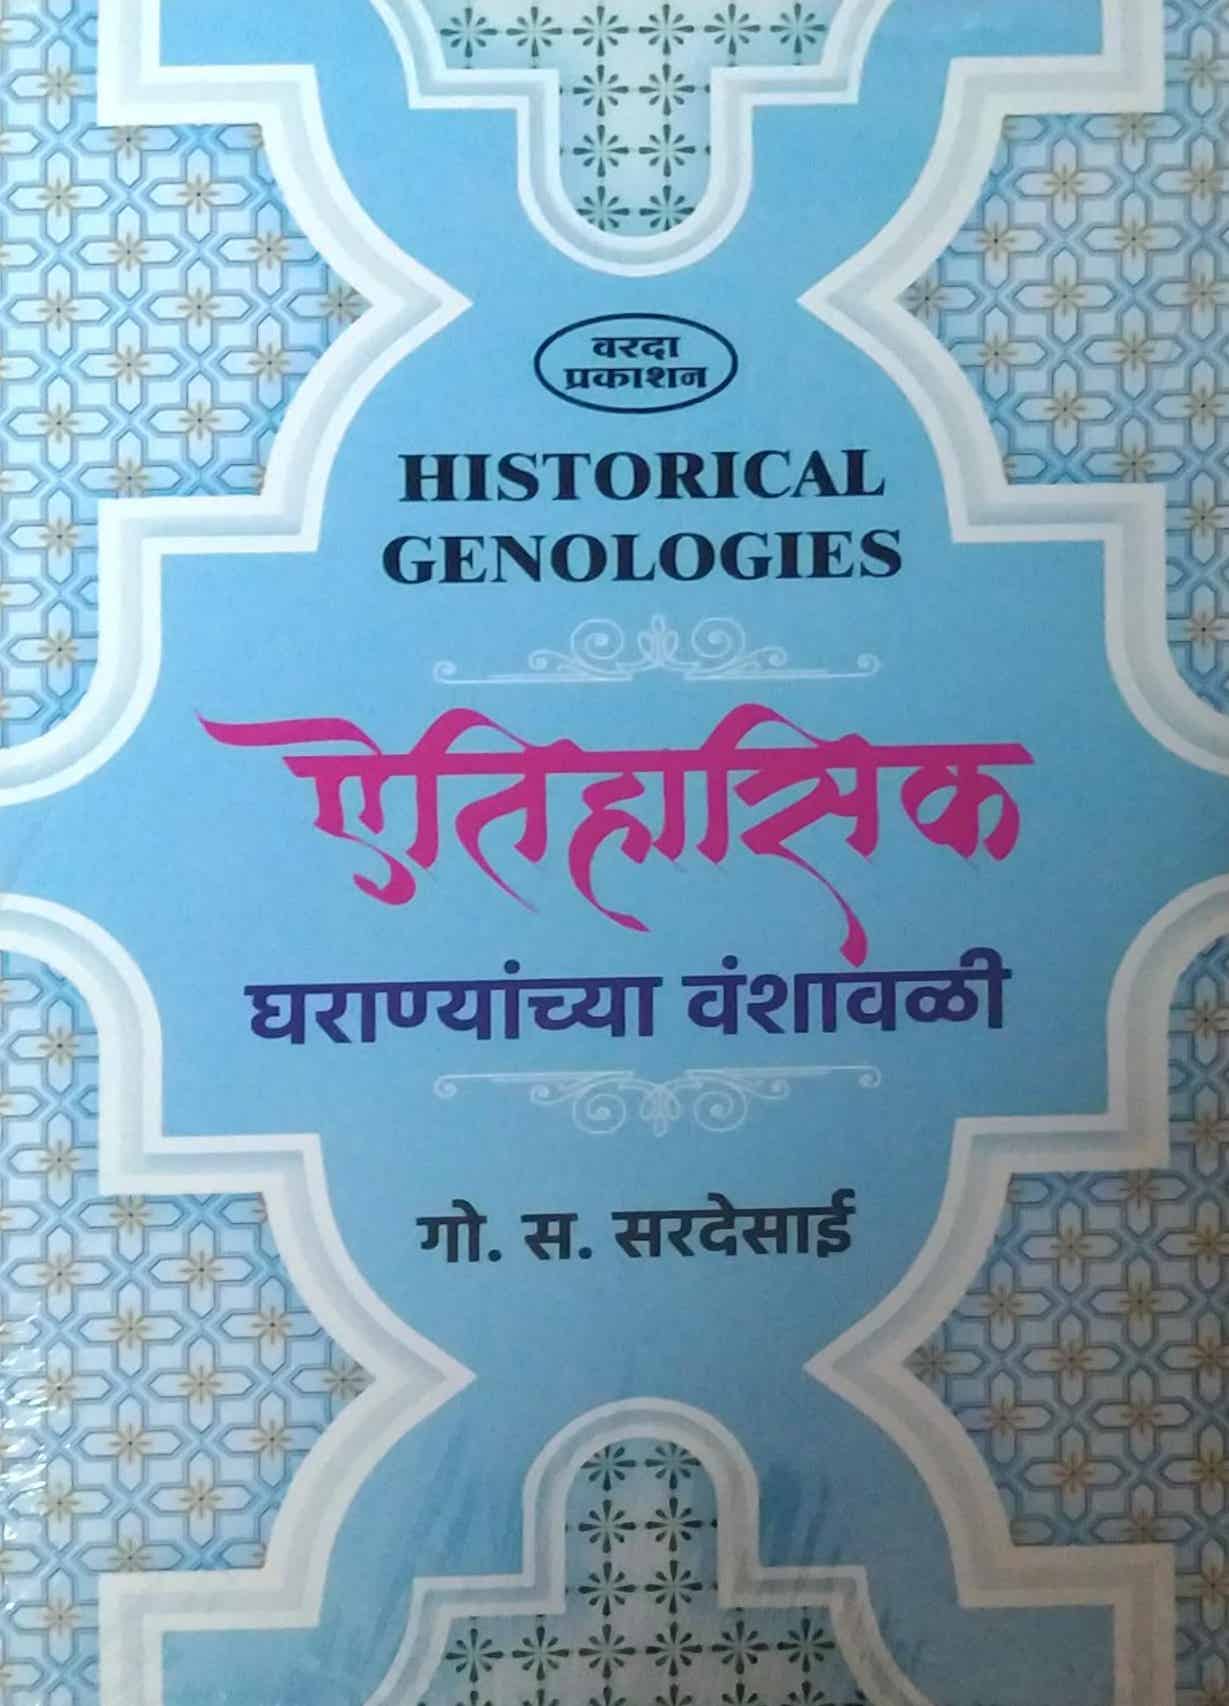 वरदा
प्रकाशन
HISTORICAL
GENOLOGIES
ऐतिहासिक
घराण्यांच्या वंशावळी
गो. स. सरदेसाई